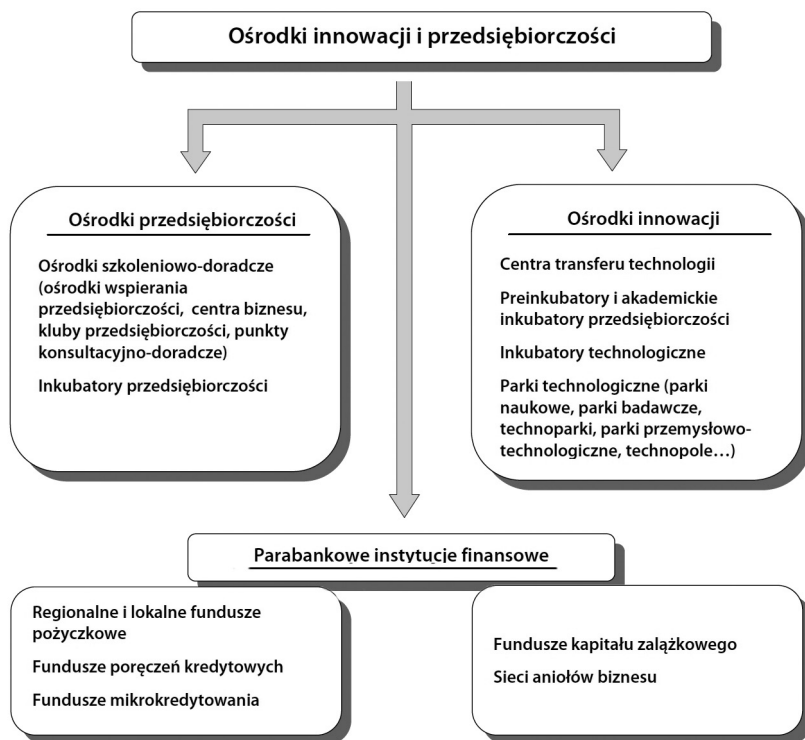 Ośrodki innowacji i przedsiębiorczości
Ośrodki przedsiębiorczości
Ośrodki szkoleniowo-doradcze
(ośrodki wspierania
przedsiębiorczości, centra biznesu,
kluby przedsiębiorczości, punkty
konsultacyjno-doradcze)
Inkubatory przedsiębiorczości
Ośrodki innowacji
Centra transferu technologii
Preinkubatory i akademickie
inkubatory przedsiębiorczości
Inkubatory technologiczne
Parki technologiczne (parki
naukowe, parki badawcze,
technoparki, parki przemysłowo-
technologiczne, technopole…)
Parabankowe instytucje finansowe
Regionalne i lokalne fundusze
pożyczkowe
Fundusze poręczeń kredytowych
Fundusze mikrokredytowania
Fundusze kapitału zalążkowego
Sieci aniołów biznesu